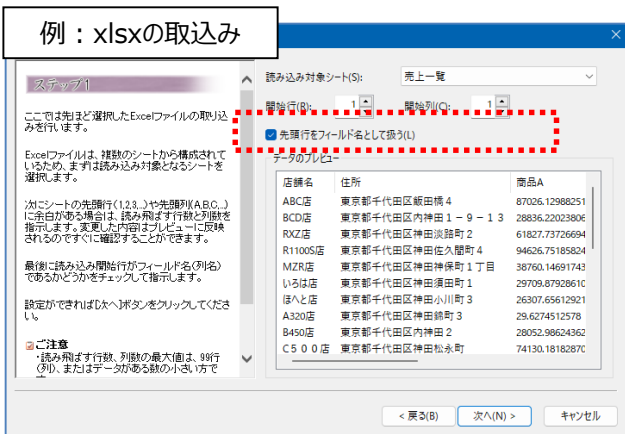 例：xlsxの取込み
ステップ1
ここでは先ほど選択したExcelファイルの取り込
みを行います。
Excelファイルは、複数のシートから構成されて
いるため、まずは読み込み対象となるシートを
選択します。
次にシートの先頭行(1,2,3,...)や先頭列(A,B,C,...)
に余白がある場合は、読み飛ばす行数と列数を
指定します。変更した内容はプレビューに反映
されるのですぐに確認することができます。
最後に読み込み開始行がフィールド名(列名)
であるかどうかをチェックして指示します。
設定ができれば[次へ]ボタンをクリックしてくださ
い。
ご注意
・読み飛ばす行数、列数の最大値は、99行
(列)、またはデータがある数の小さい方で
読み込み対象シート(S): 売上一覧
開始行(R): 1 開始列(C): 1
先頭行をフィールド名として扱う(L)
データのプレビュー
店舗名 住所 商品A
ABC店 東京都千代田区飯田橋４ 87026.12988251
BCD店 東京都千代田区内神田１－９－１３ 28836.22023806
RXZ店 東京都千代田区神田淡路町２ 61827.73726694
R1100S店 東京都千代田区神田佐久間町４ 94626.75185824
MZR店 東京都千代田区神田神保町１丁目 38760.14691743
いろは店 東京都千代田区神田須田町１ 29709.87928610
ほへと店 東京都千代田区神田小川町３ 26307.65612921
A320店 東京都千代田区神田錦町３ 29.6274512578
B450店 東京都千代田区内神田２ 28052.98624362
Ｃ５００店 東京都千代田区神田松永町 74130.18182870
< 戻る(B) 次へ(N) > キャンセル